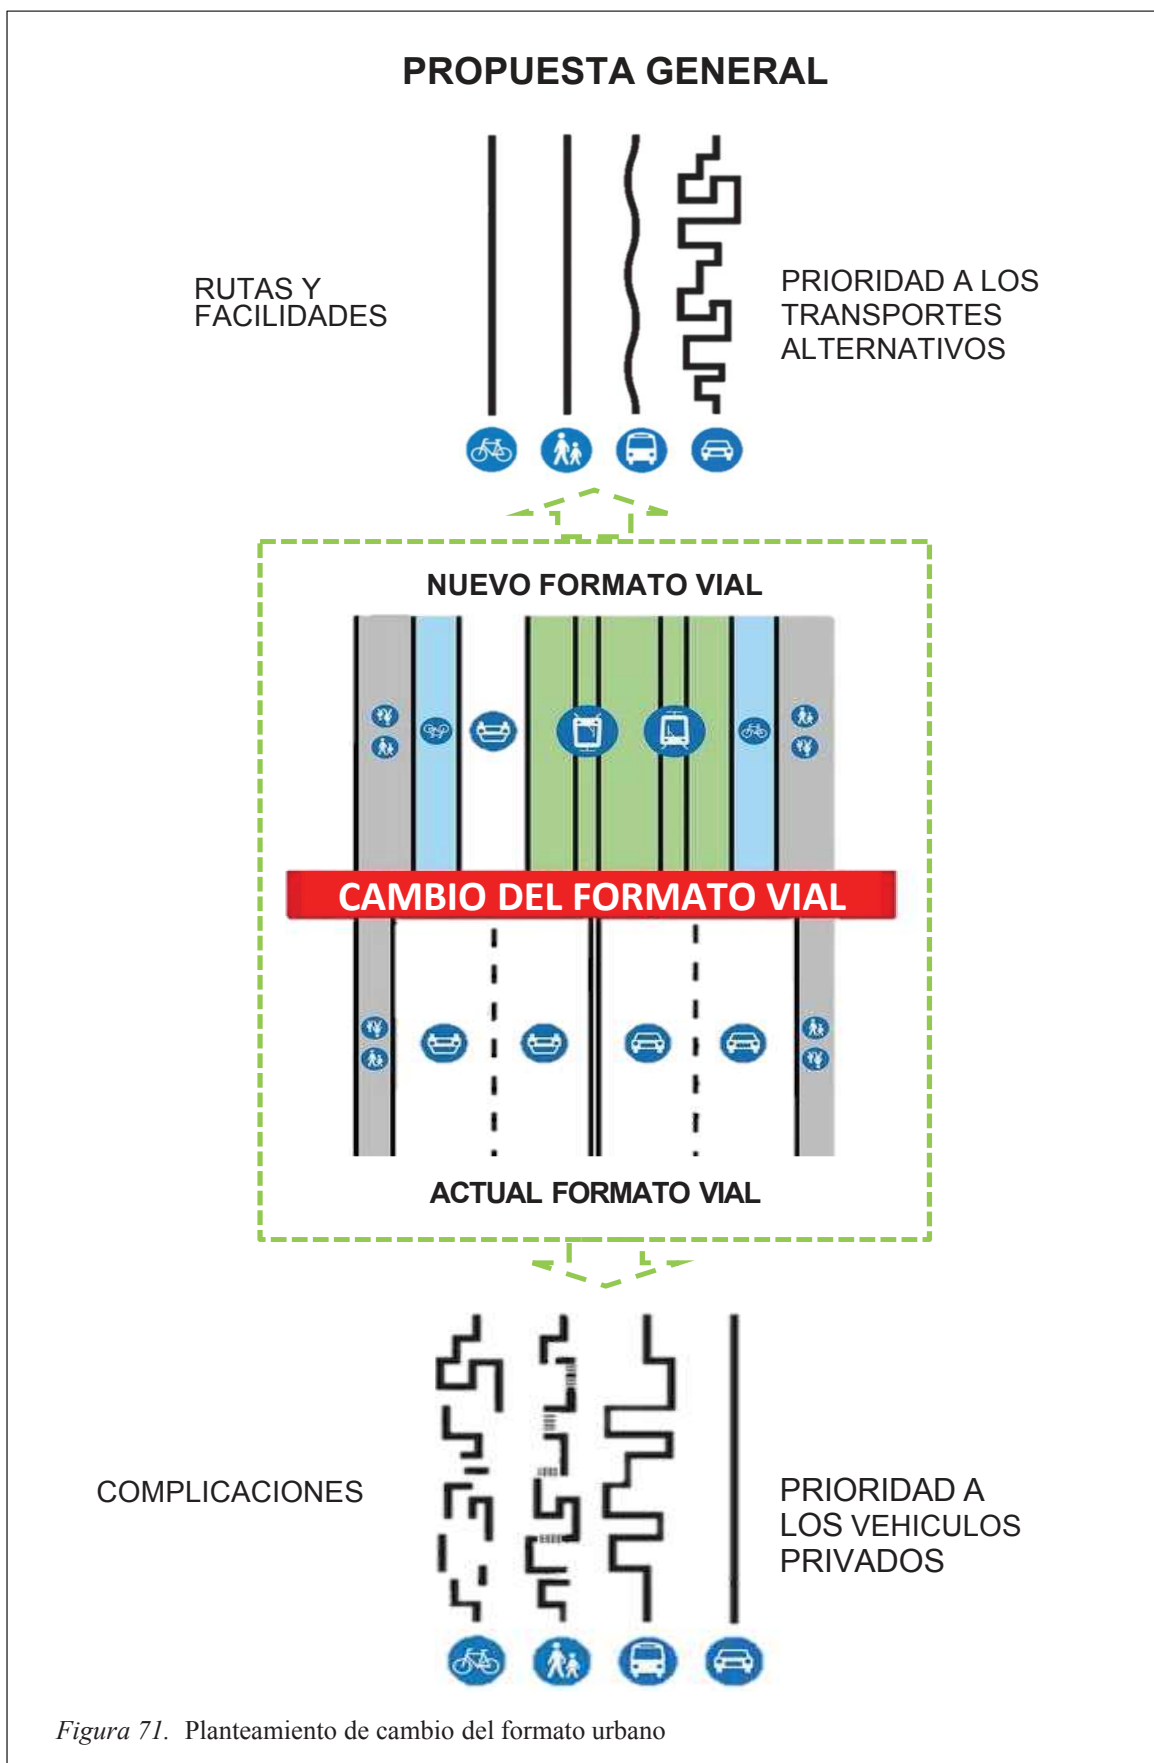 PROPUESTA GENERAL
RUTAS Y
FACILIDADES
PRIORIDAD A LOS
TRANSPORTES
ALTERNATIVOS
NUEVO FORMATO VIAL
CAMBIO DEL FORMATO VIAL
ACTUAL FORMATO VIAL
COMPLICACIONES
PRIORIDAD A
LOS VEHICULOS
PRIVADOS
Figura 71. Planteamiento de cambio del formato urbano